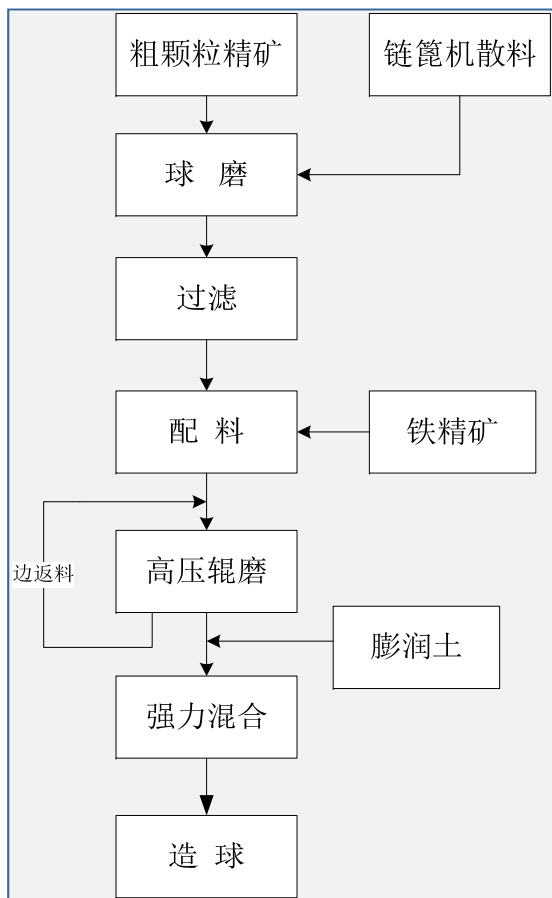 粗颗粒精矿
链篦机散料
球 磨
过滤
配 料
铁精矿
边返料
高压辊磨
膨润土
强力混合
造 球